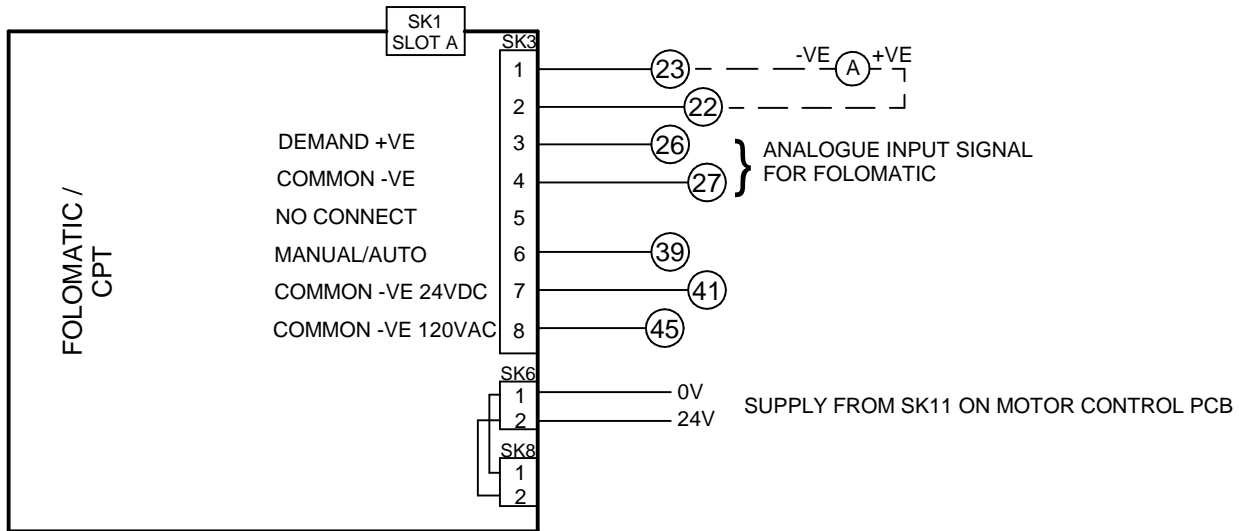 SK1
SLOT A
SK3
1
23
-VE
A
+VE
2
22
DEMAND +VE
3
26
ANALOGUE INPUT SIGNAL
FOR FOLOMATIC
COMMON -VE
4
27
NO CONNECT
5
MANUAL/AUTO
6
39
COMMON -VE 24VDC
7
41
COMMON -VE 120VAC
8
45
FOLOMATIC /
CPT
SK6
1
0V
2
24V
SUPPLY FROM SK11 ON MOTOR CONTROL PCB
SK8
1
2